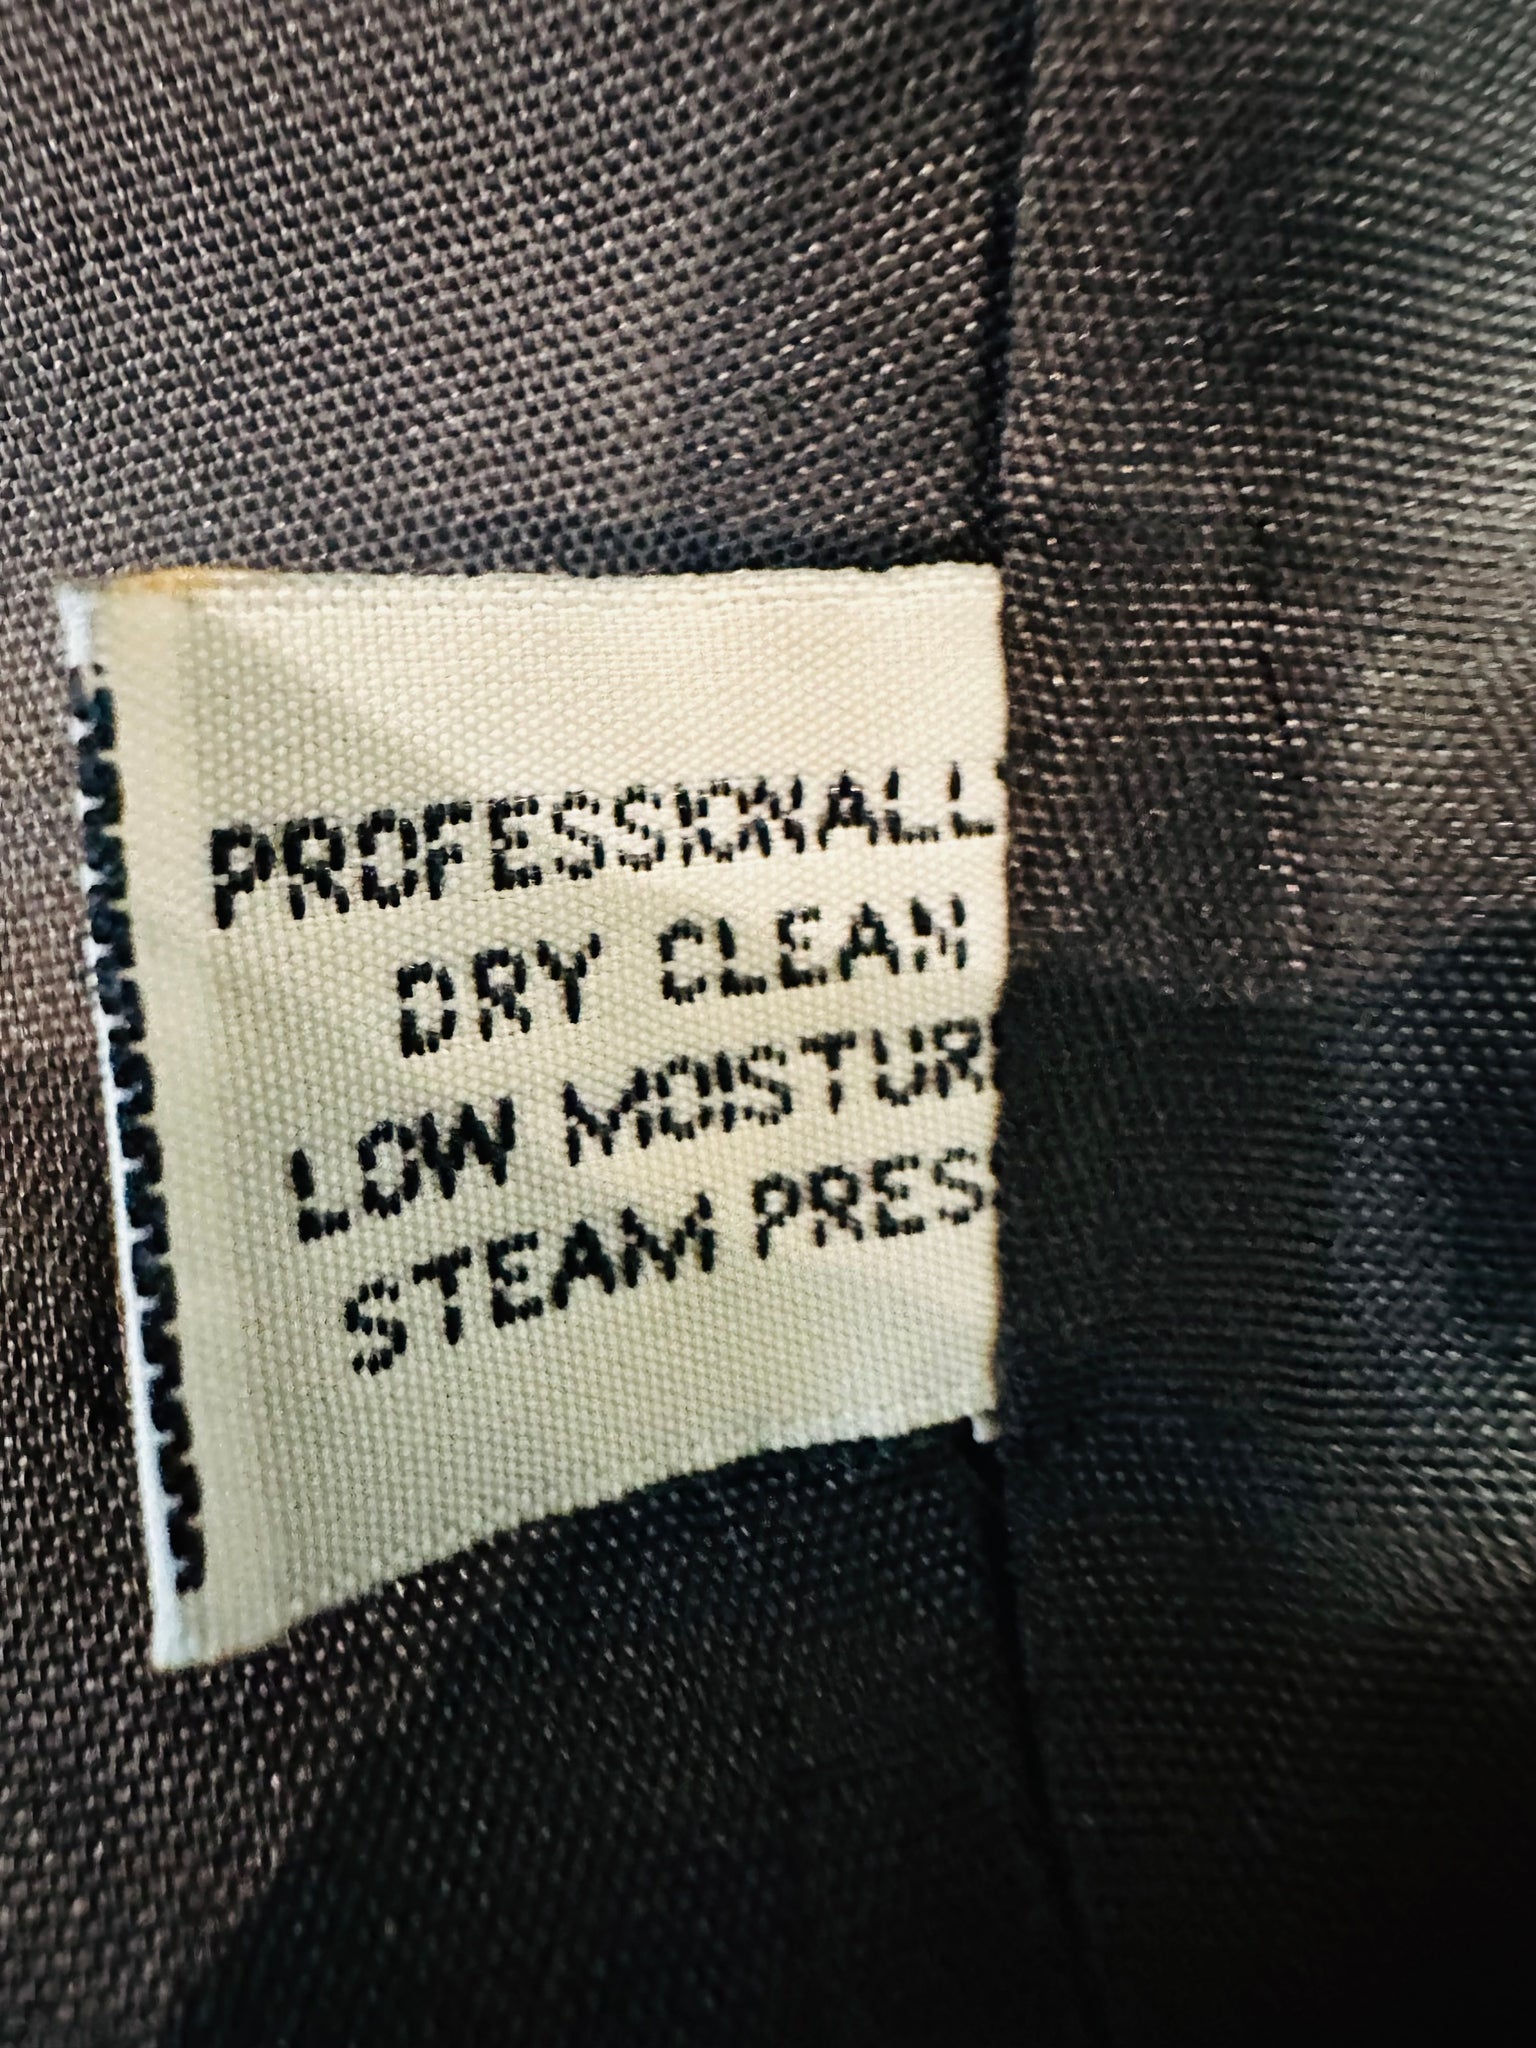 PROFESSIONALL
DRY CLEAN
LOW MOISTUR
STEAM PRES